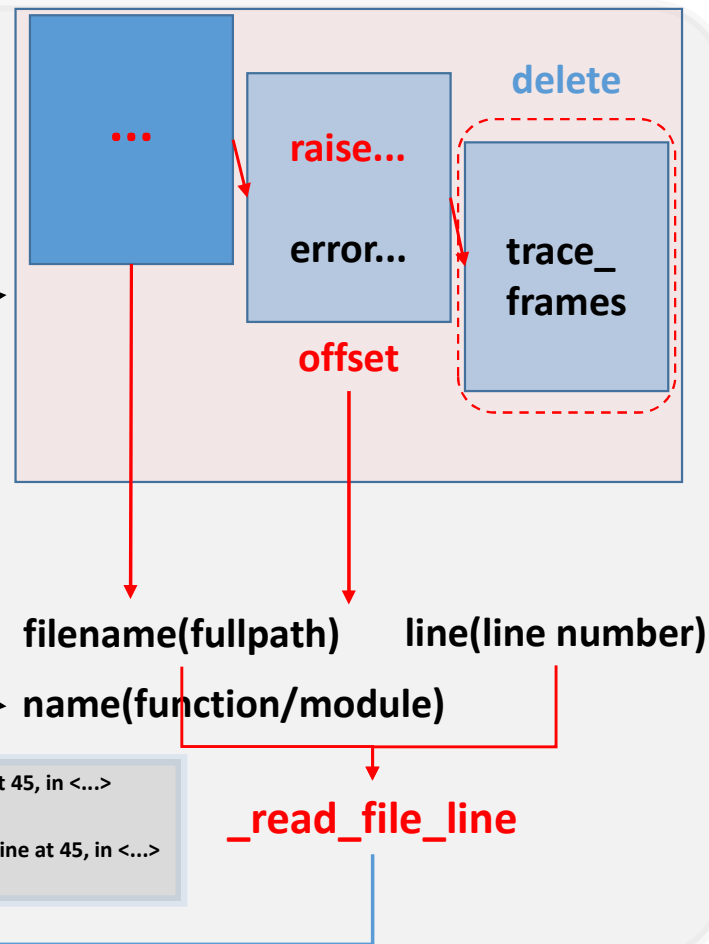 ...
delete
raise...
error...
trace_
frames
offset
filename(fullpath)
line(line number)
name(function/module)
at 45, in <...>
ine at 45, in <...>
_read_file_line